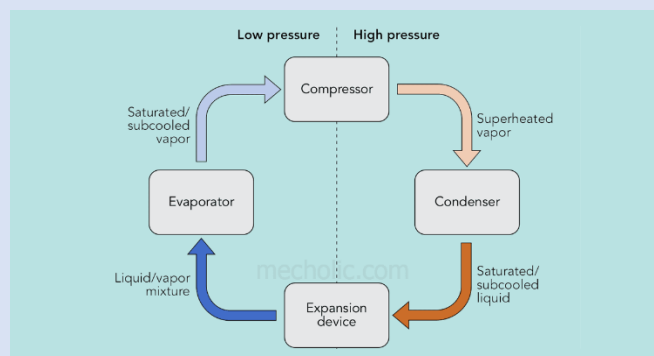 Low pressure High pressure
Compressor
Saturated/
subcooled
vapor
Superheated
vapor
Evaporator
Condenser
mecholic.com
Liquid/vapor
mixture
Saturated/
subcooled
liquid
Expansion
device